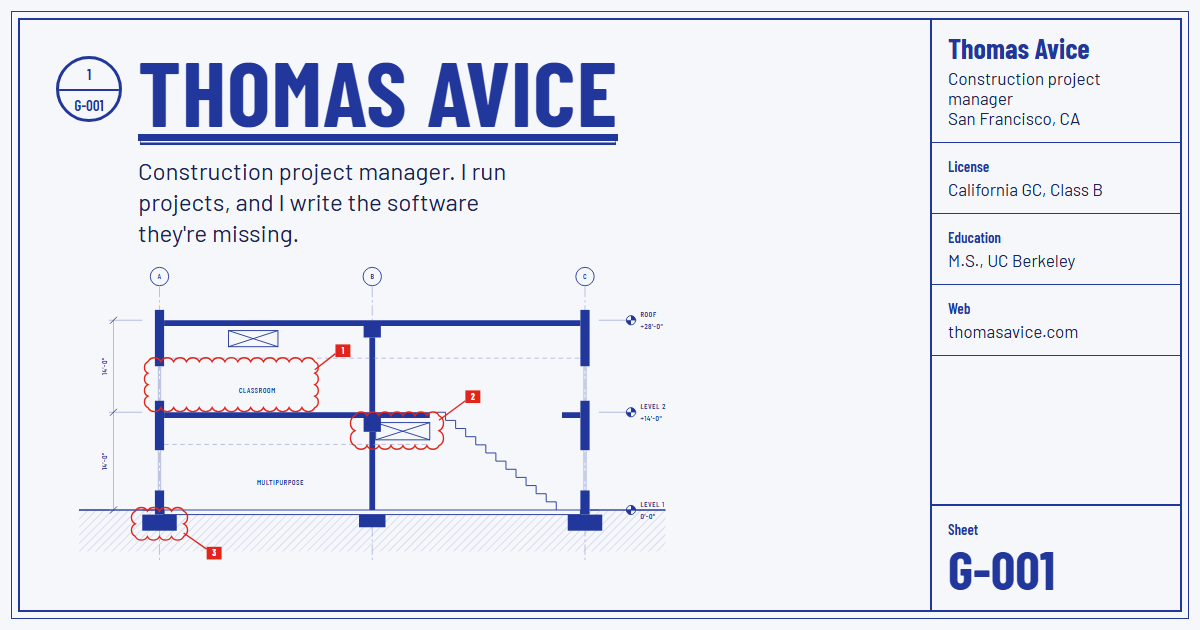 1
G-001
THOMAS AVICE
Construction project manager. I run
projects, and I write the software
they're missing.
A
B
C
ROOF
+28'-0"
1
14'-0"
CLASSROOM
2
LEVEL 2
+14'-0"
14'-0"
MULTIPURPOSE
LEVEL 1
0'-0"
3
Thomas Avice
Construction project
manager
San Francisco, CA
License
California GC, Class B
Education
M.S., UC Berkeley
Web
thomasavice.com
Sheet
G-001